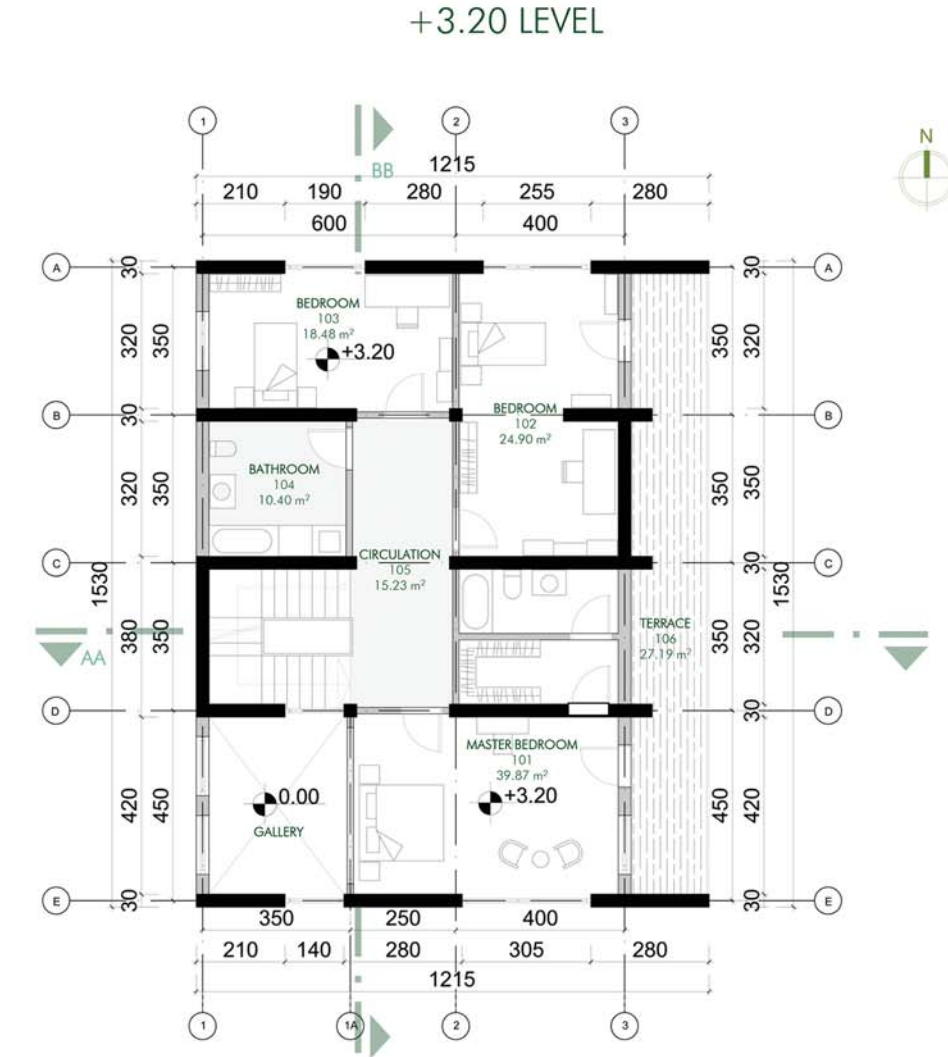 +3.20 LEVEL
N
1 2 3
BB
1215
210 190 280 255 280
600 400
A 30 30 A
BEDROOM
103
18.48 m²
+3.20
320 350 350 320
BEDROOM
102
24.90 m²
B 30 B
BATHROOM
104
10.40 m²
320 350 350 350
CIRCULATION
105
15.23 m²
C 30 C
1530 1530
TERRACE
106
27.19 m²
380 350 350 320
AA
D 30 D
MASTER BEDROOM
101
39.87 m²
+3.20
0.00
GALLERY
420 450 450 420
E 30 30 E
350 250 400
210 140 280 305 280
1215
1 1A 2 3